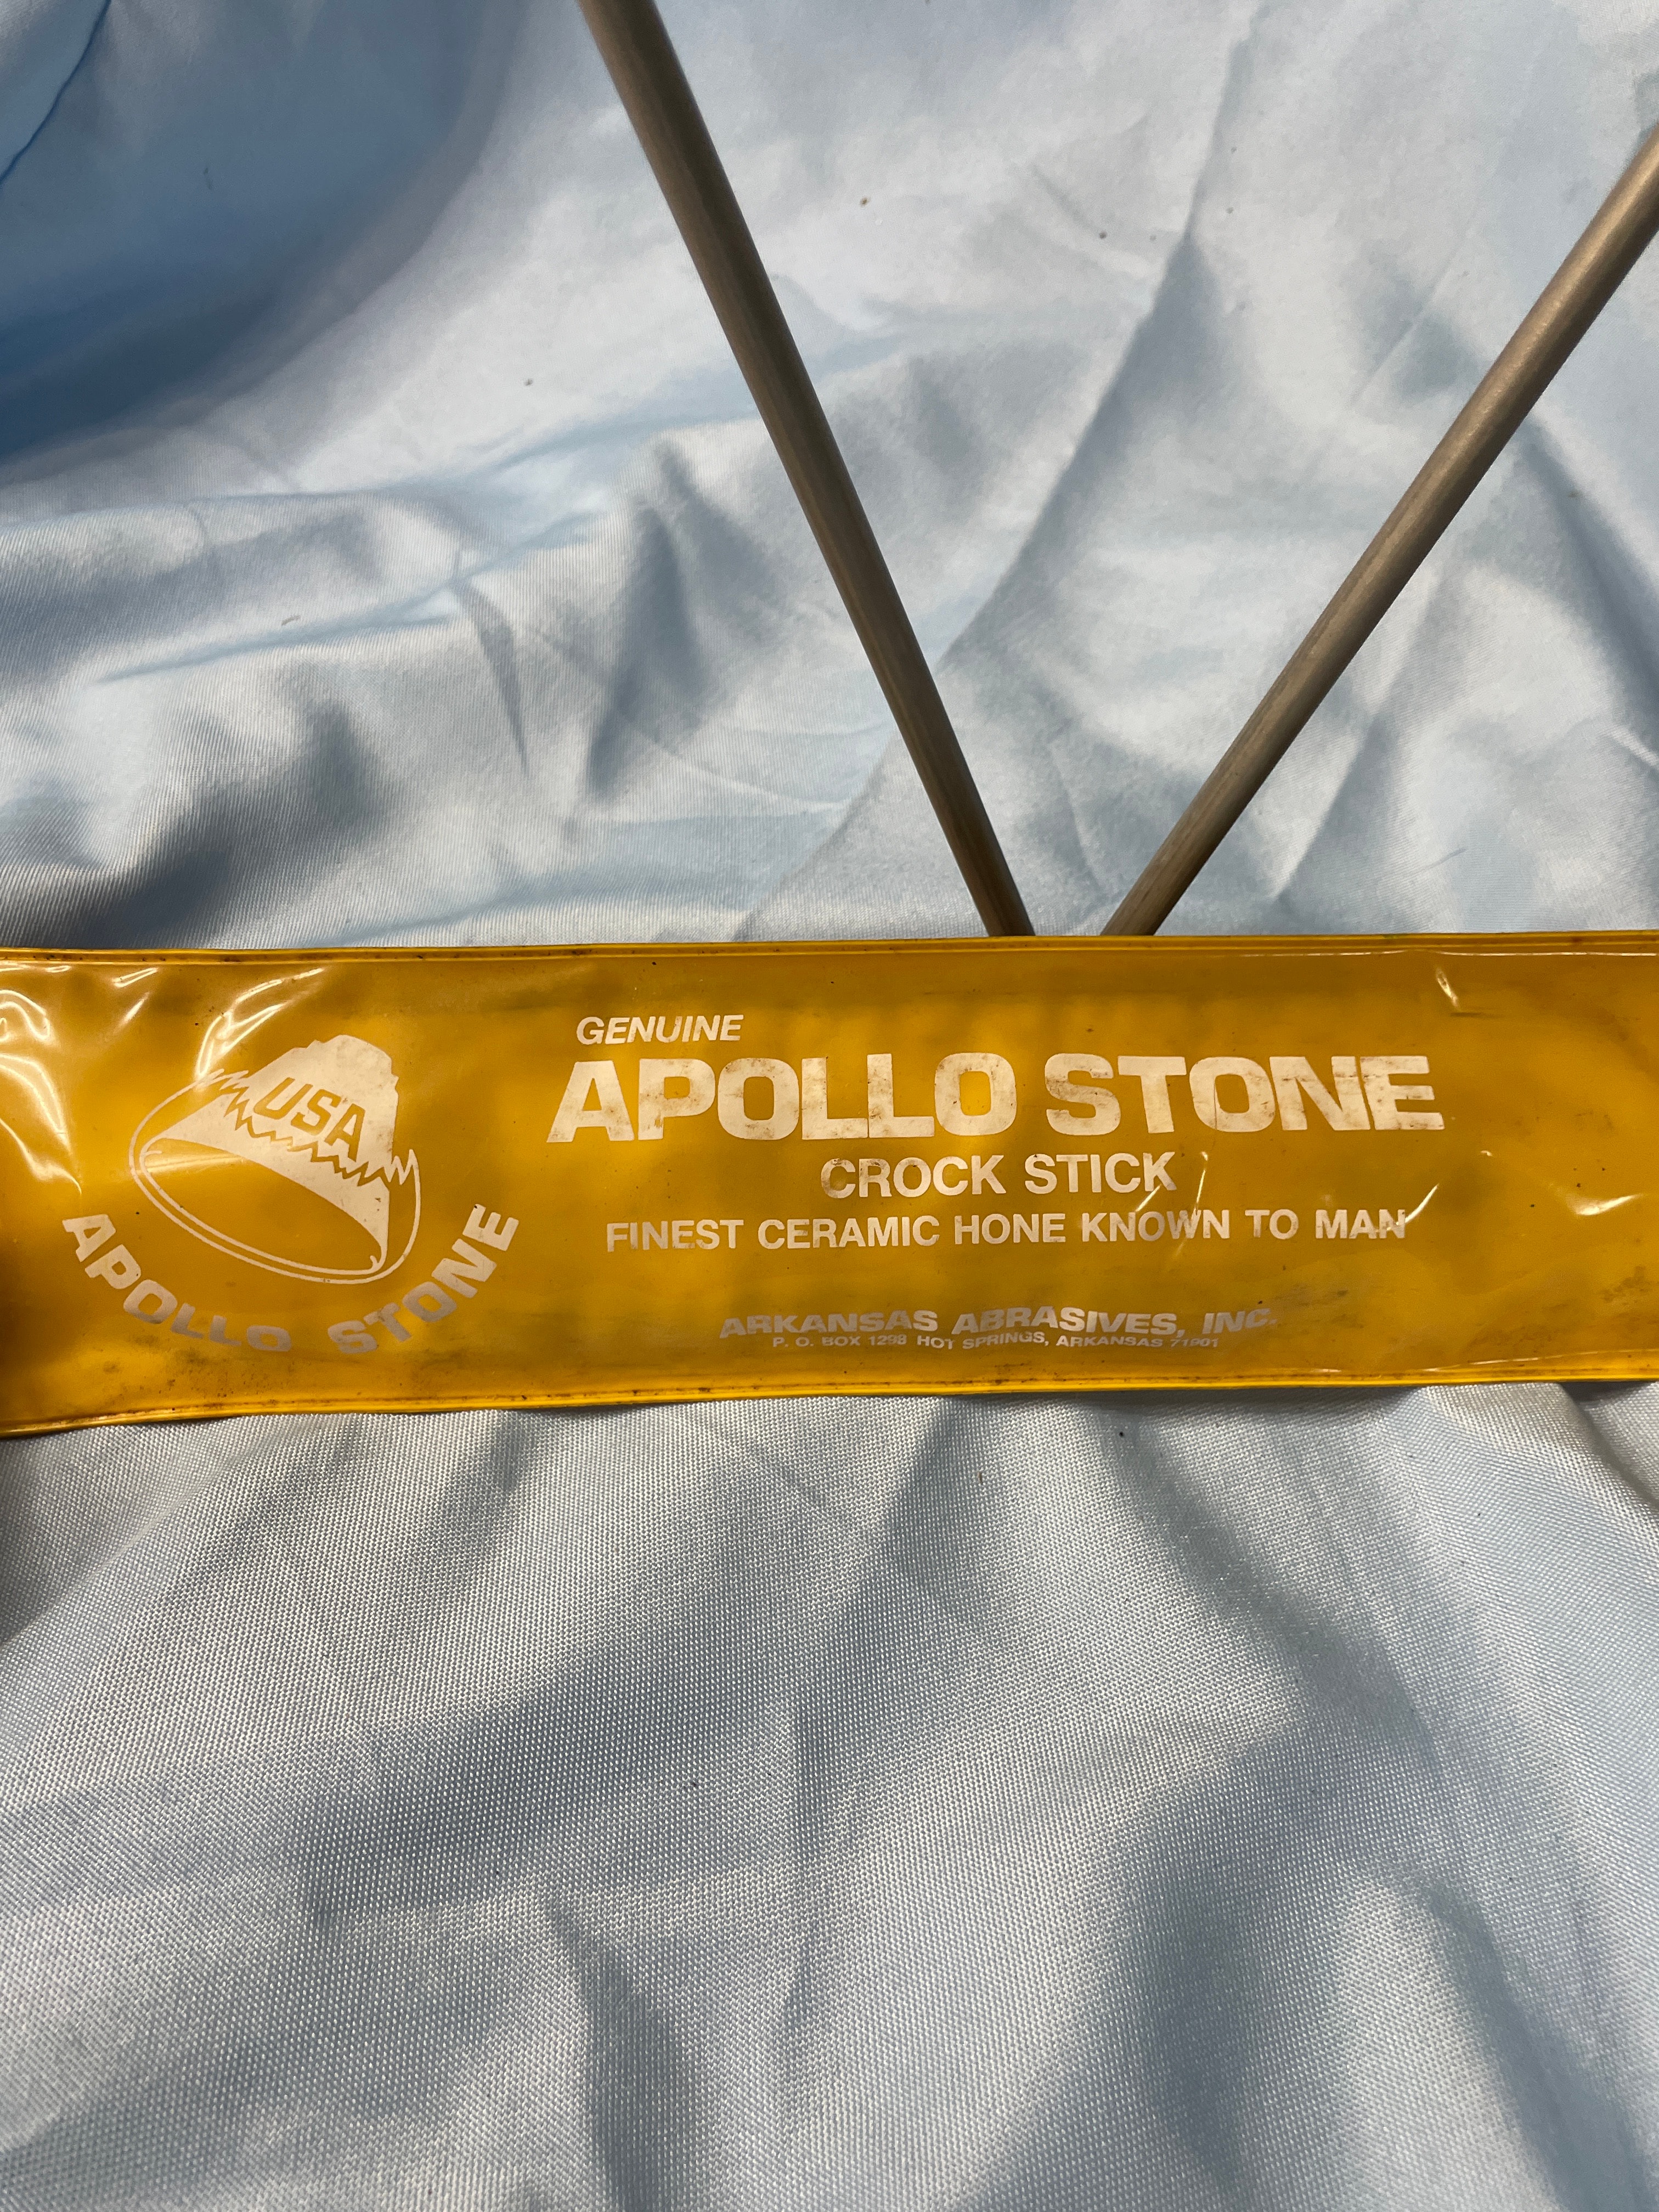 USA
APOLLO STONE
GENUINE
APOLLO STONE
CROCK STICK
FINEST CERAMIC HONE KNOWN TO MAN
ARKANSAS ABRASIVES, INC.
P. O. BOX 1298 HOT SPRINGS, ARKANSAS 71901